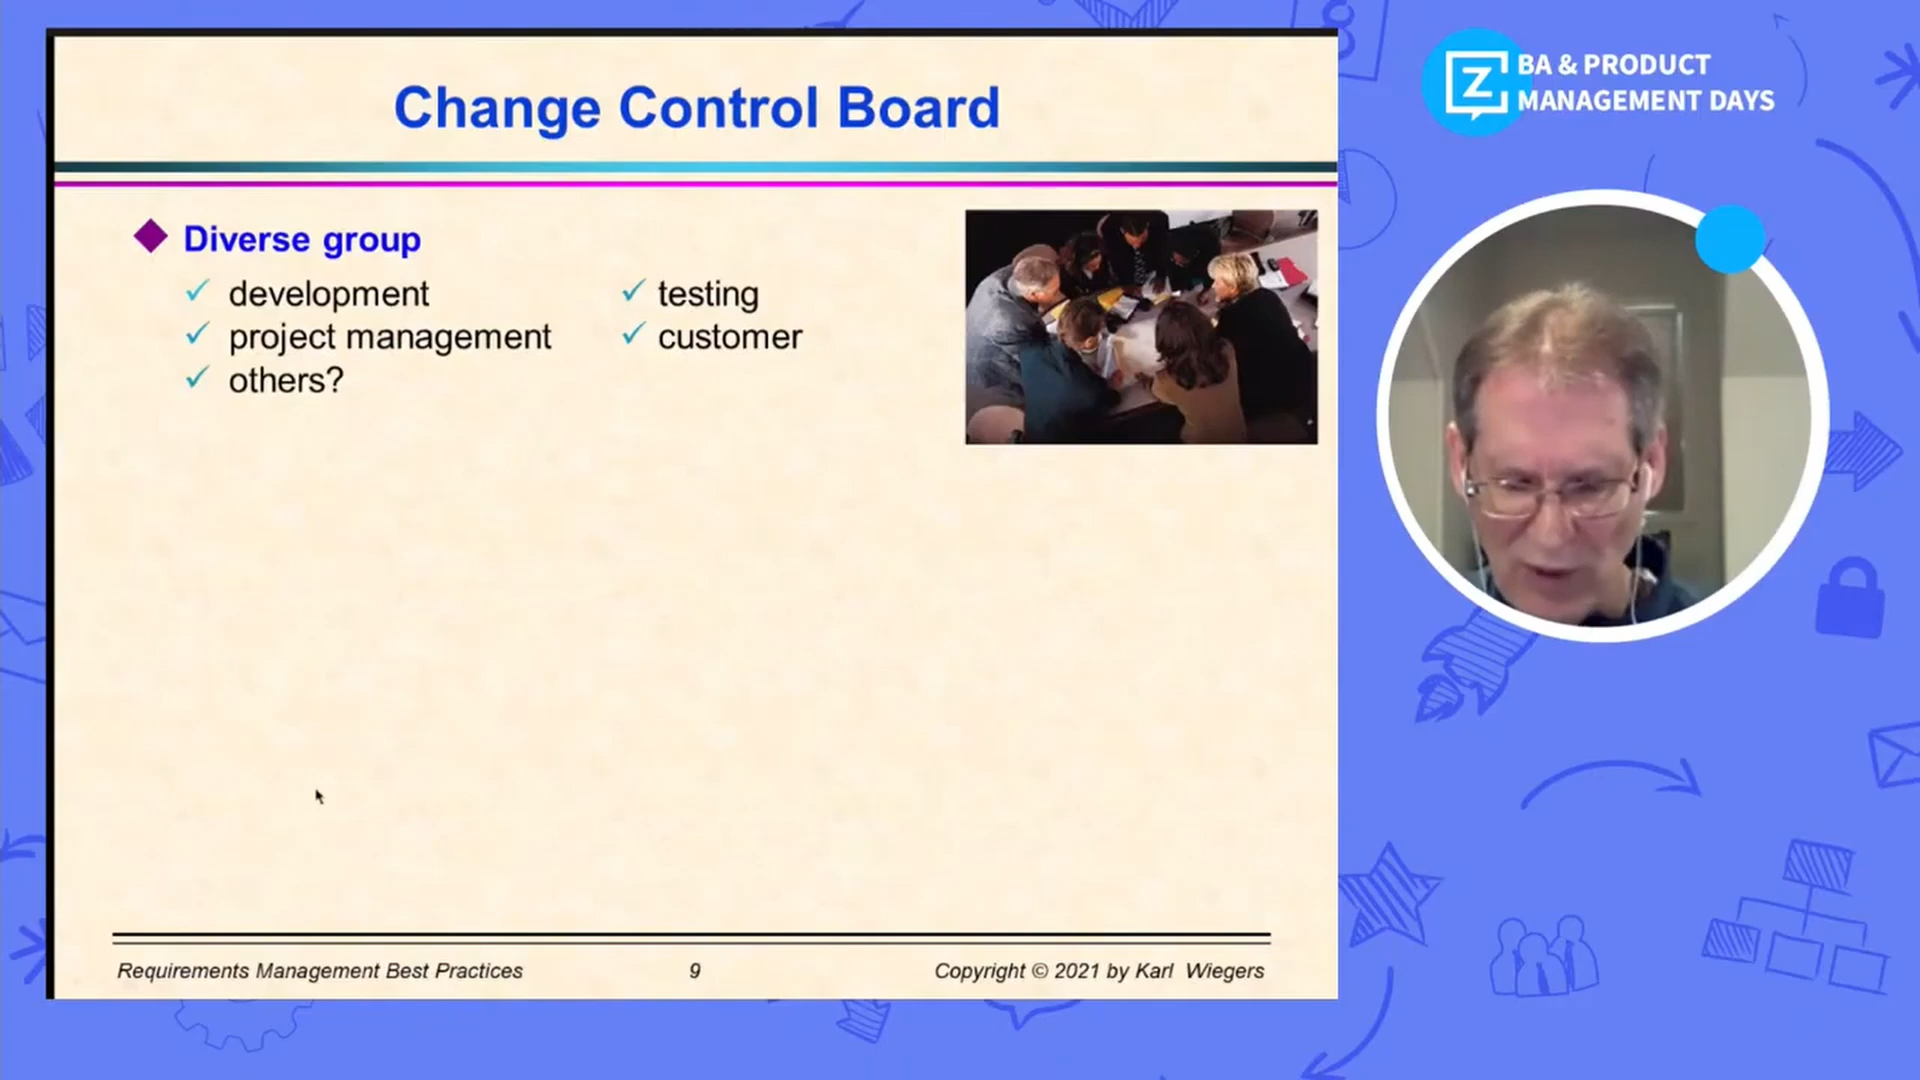 Change Control Board
Diverse group
development
testing
project management
customer
others?
Requirements Management Best Practices
9
Copyright © 2021 by Karl Wiegers
Z
BA & PRODUCT
MANAGEMENT DAYS